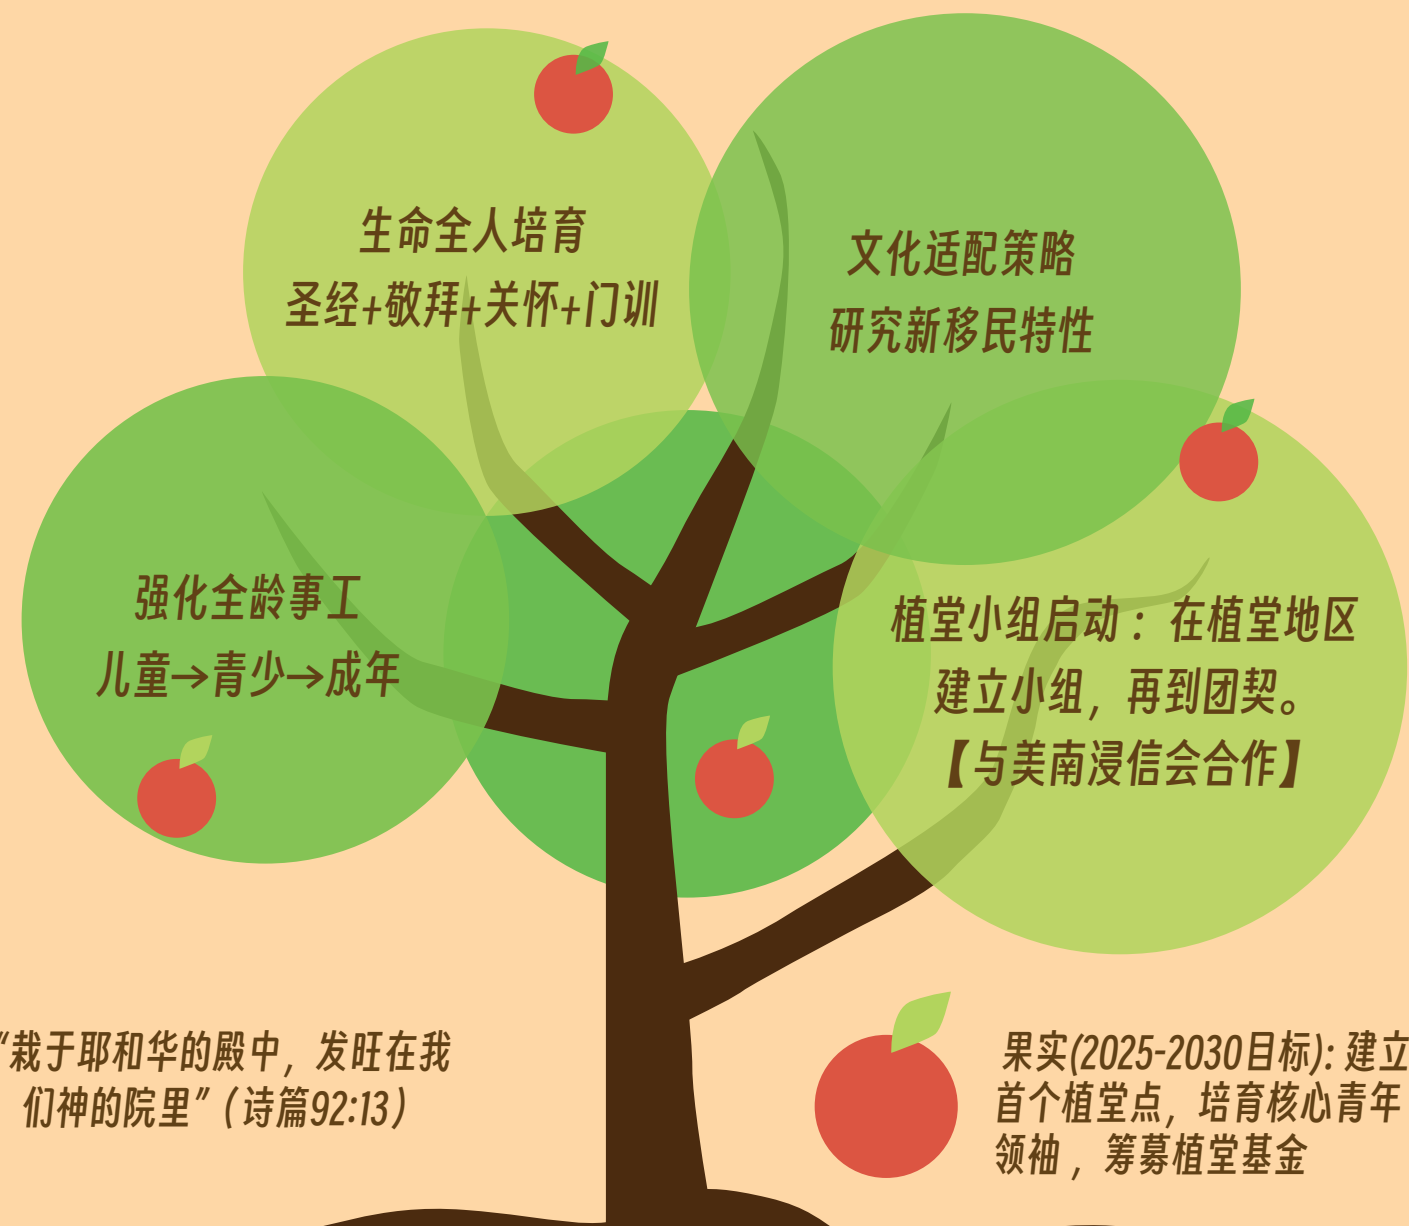 生命全人培育
圣经+敬拜+关怀+门训
文化适配策略
研究新移民特性
强化全龄事工
儿童→青少→成年
植堂小组启动：在植堂地区
建立小组，再到团契。
【与美南浸信会合作】
“栽于耶和华的殿中，发旺在我
们神的院里”（诗篇92:13）
果实(2025-2030目标): 建立
首个植堂点，培育核心青年
领袖，筹募植堂基金